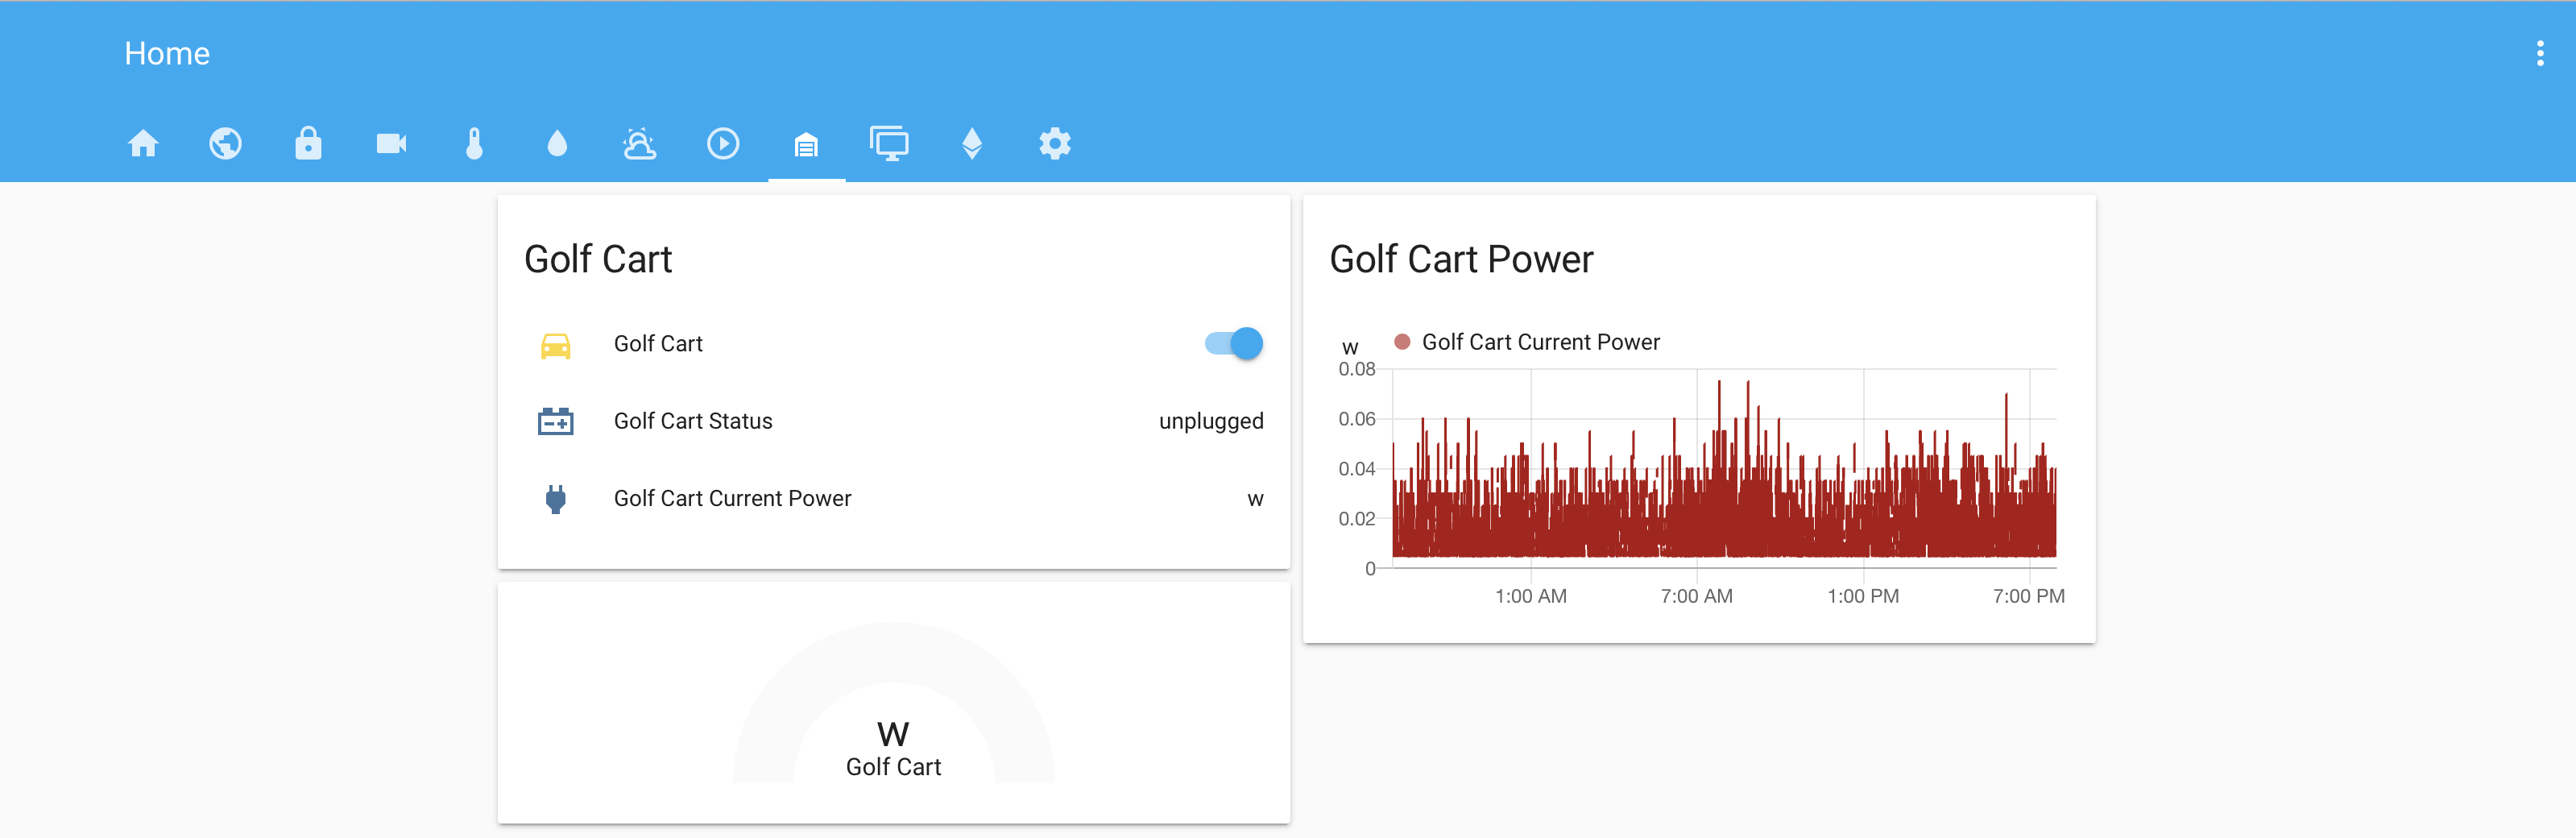 Home
Golf Cart
Golf Cart
Golf Cart Status unplugged
Golf Cart Current Power w
W
Golf Cart
Golf Cart Power
w Golf Cart Current Power
0.08
0.06
0.04
0.02
0
1:00 AM 7:00 AM 1:00 PM 7:00 PM